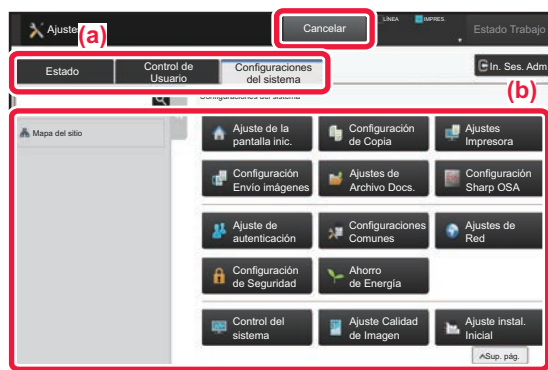 Ajuste
(a)
Cancelar
LÍNEA
IMPRES.
Estado Trabajo
Estado
Control de
Usuario
Configuraciones
del sistema
In. Ses. Adm
(b)
Configuraciones del sistema
Mapa del sitio
Ajuste de la
pantalla inic.
Configuración
de Copia
Ajustes
Impresora
Configuración
Envío imágenes
Ajustes de
Archivo Docs.
Configuración
Sharp OSA
Ajuste de
autenticación
Configuraciones
Comunes
Ajustes de
Red
Configuración
de Seguridad
Ahorro
de Energía
Control del
sistema
Ajuste Calidad
de Imagen
Ajuste instal.
Inicial
Sup. pág.